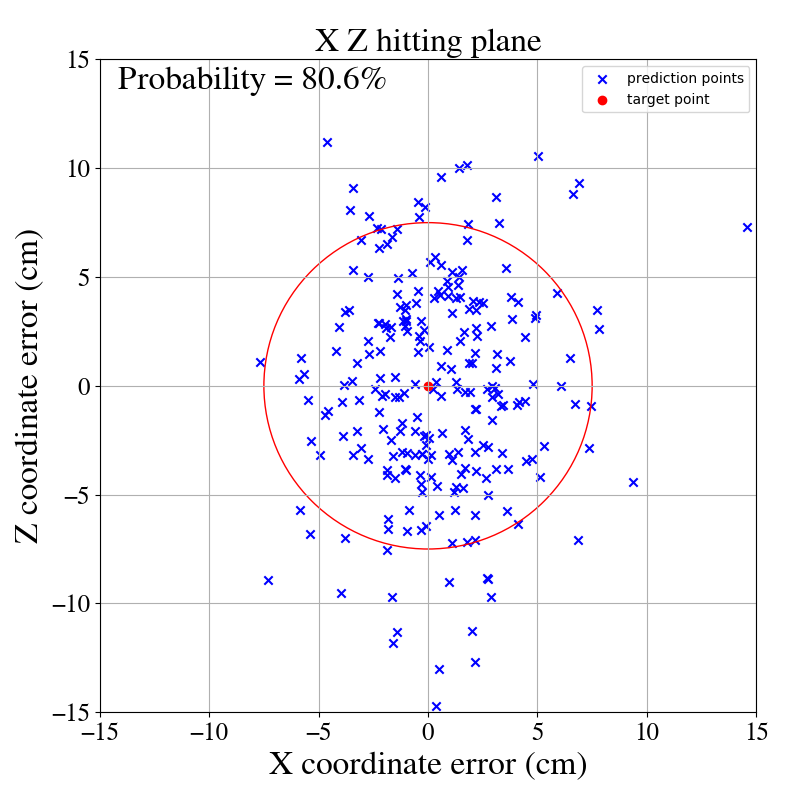 X Z hitting plane
Probability = 80.6%
prediction points
target point
15
10
5
0
−5
−10
−15
Z coordinate error (cm)
−15
−10
−5
0
5
10
15
X coordinate error (cm)